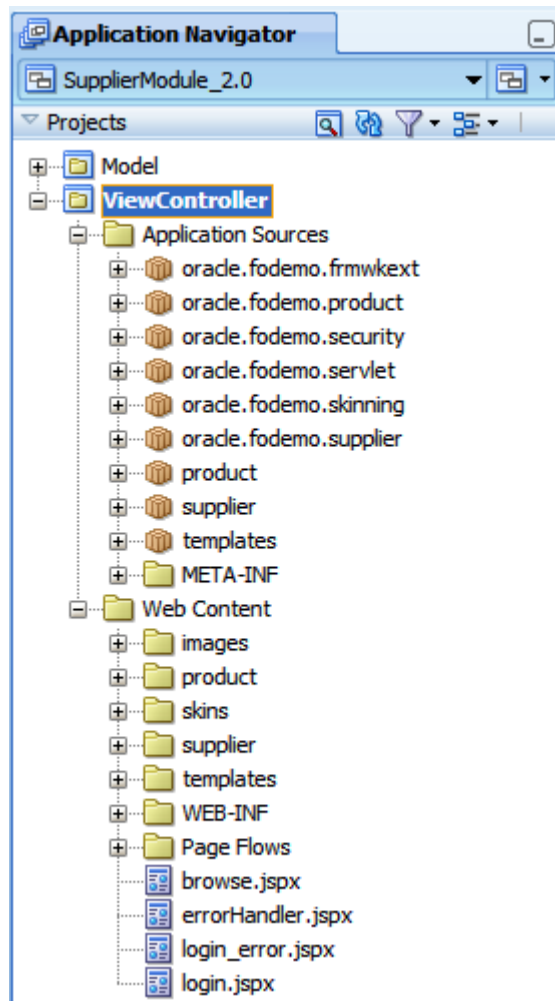 Application Navigator
SupplierModule_2.0
Projects
Model
ViewController
Application Sources
oracle.fodemo.frmwkext
oracle.fodemo.product
oracle.fodemo.security
oracle.fodemo.servlet
oracle.fodemo.skinning
oracle.fodemo.supplier
product
supplier
templates
META-INF
Web Content
images
product
skins
supplier
templates
WEB-INF
Page Flows
browse.jspx
errorHandler.jspx
login_error.jspx
login.jspx